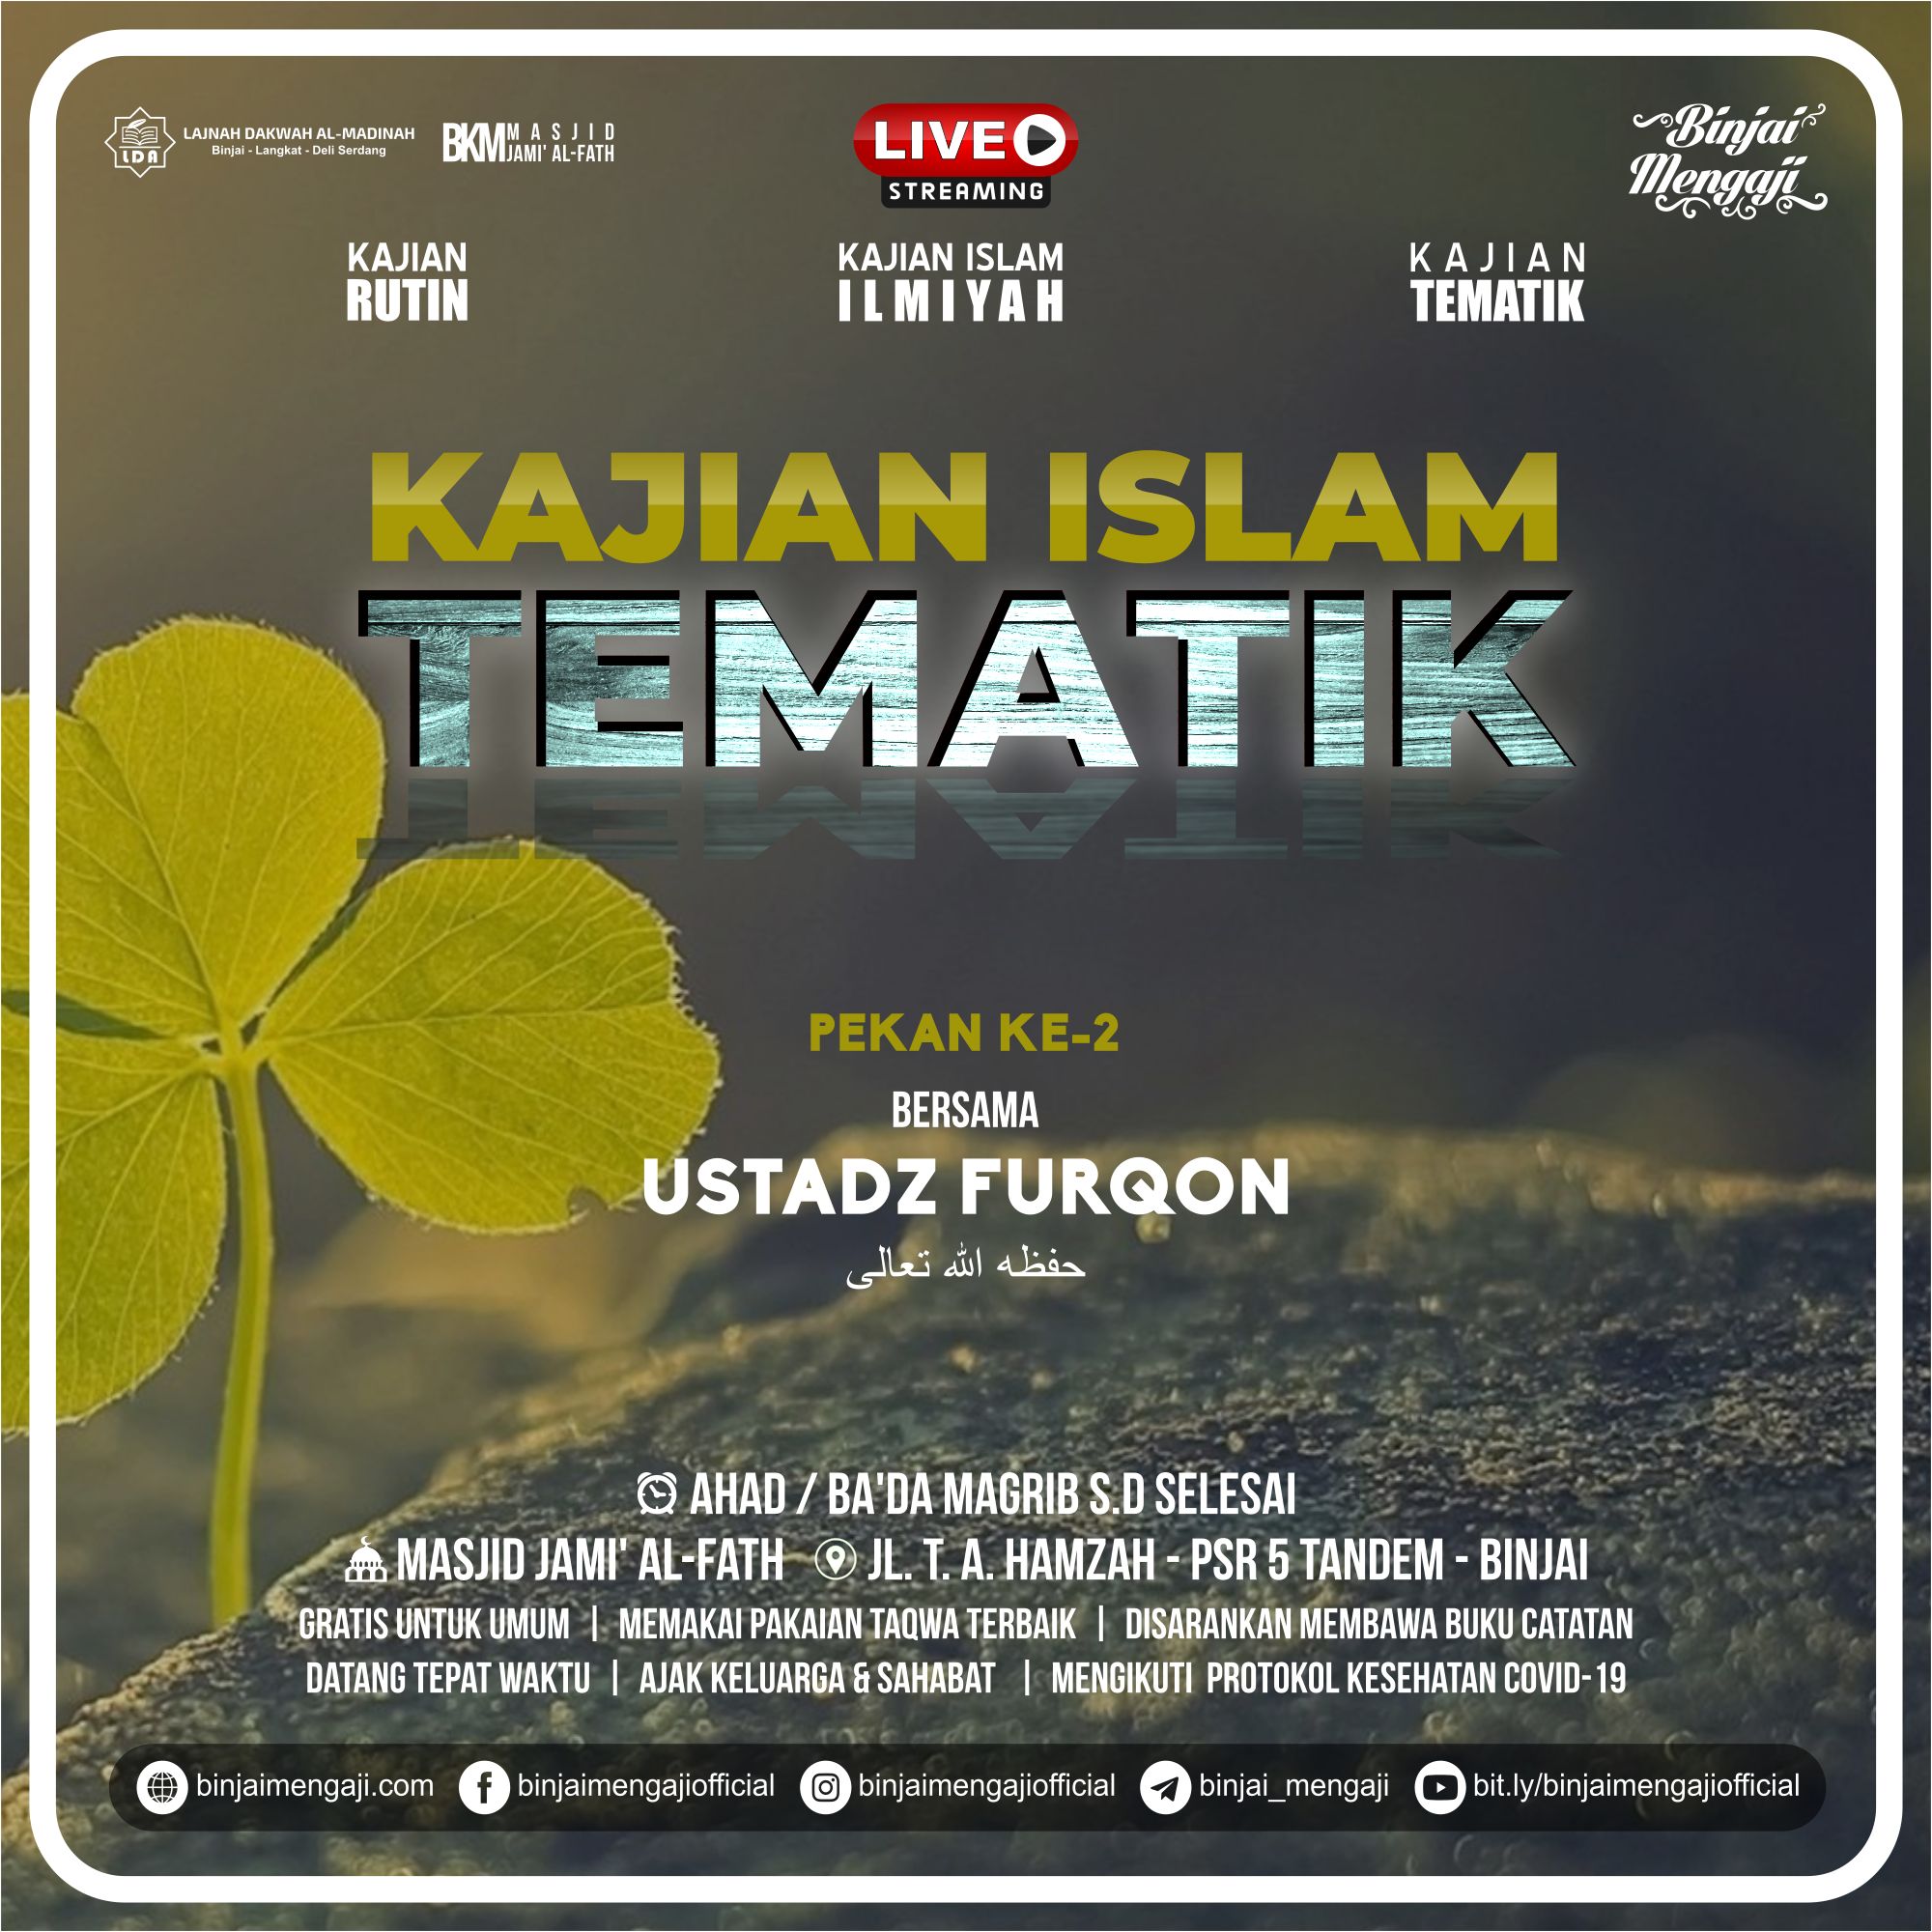 LDA
LAJNAH DAKWAH AL-MADINAH
Binjai - Langkat - Deli Serdang
BKM MASJID
JAMI' AL-FATH
LIVE
STREAMING
Binjai
Mengaji
KAJIAN
RUTIN
KAJIAN ISLAM
ILMIYAH
KAJIAN
TEMATIK
KAJIAN ISLAM
TEMATIK
PEKAN KE-2
BERSAMA
USTADZ FURQON
حفظه الله تعالى
AHAD / BA'DA MAGRIB S.D SELESAI
MASJID JAMI' AL-FATH JL. T. A. HAMZAH - PSR 5 TANDEM - BINJAI
GRATIS UNTUK UMUM | MEMAKAI PAKAIAN TAQWA TERBAIK | DISARANKAN MEMBAWA BUKU CATATAN
DATANG TEPAT WAKTU | AJAK KELUARGA & SAHABAT | MENGIKUTI PROTOKOL KESEHATAN COVID-19
binjaimengaji.com binjaimengajiofficial binjaimengajiofficial binjai_mengaji bit.ly/binjaimengajiofficial